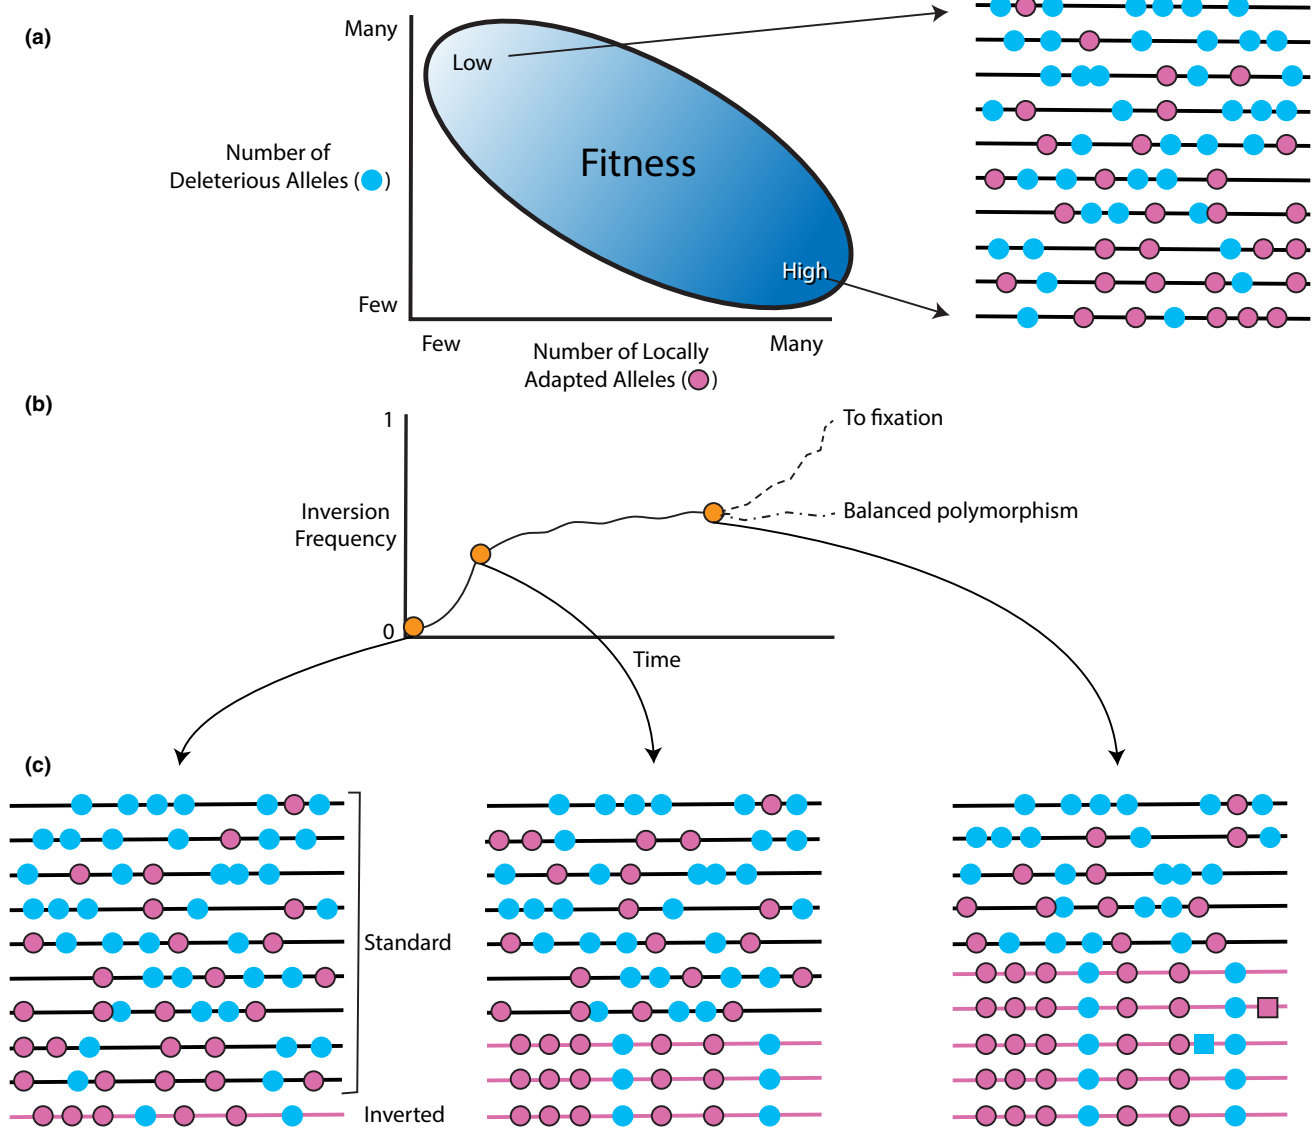 (a)
Many
Low
Number of
Deleterious Alleles ( )
Fitness
High
Few
Few
Many
Number of Locally
Adapted Alleles ( )
(b)
1
To fixation
Inversion
Frequency
Balanced polymorphism
0
Time
(c)
Standard
Inverted